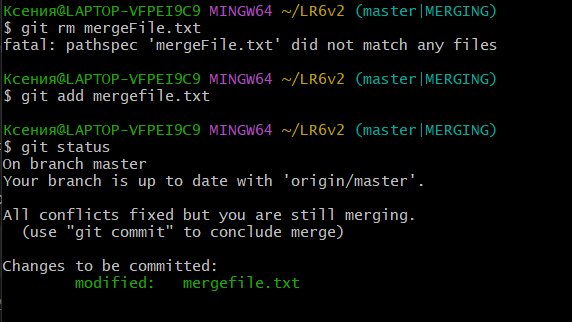 Ксения@LAPTOP-VFPEI9C9 MINGW64 ~/LR6v2 (master|MERGING)
$ git rm mergeFile.txt
fatal: pathspec 'mergeFile.txt' did not match any files
Ксения@LAPTOP-VFPEI9C9 MINGW64 ~/LR6v2 (master|MERGING)
$ git add mergefile.txt
Ксения@LAPTOP-VFPEI9C9 MINGW64 ~/LR6v2 (master|MERGING)
$ git status
On branch master
Your branch is up to date with 'origin/master'.
All conflicts fixed but you are still merging.
(use "git commit" to conclude merge)
Changes to be committed:
modified: mergefile.txt